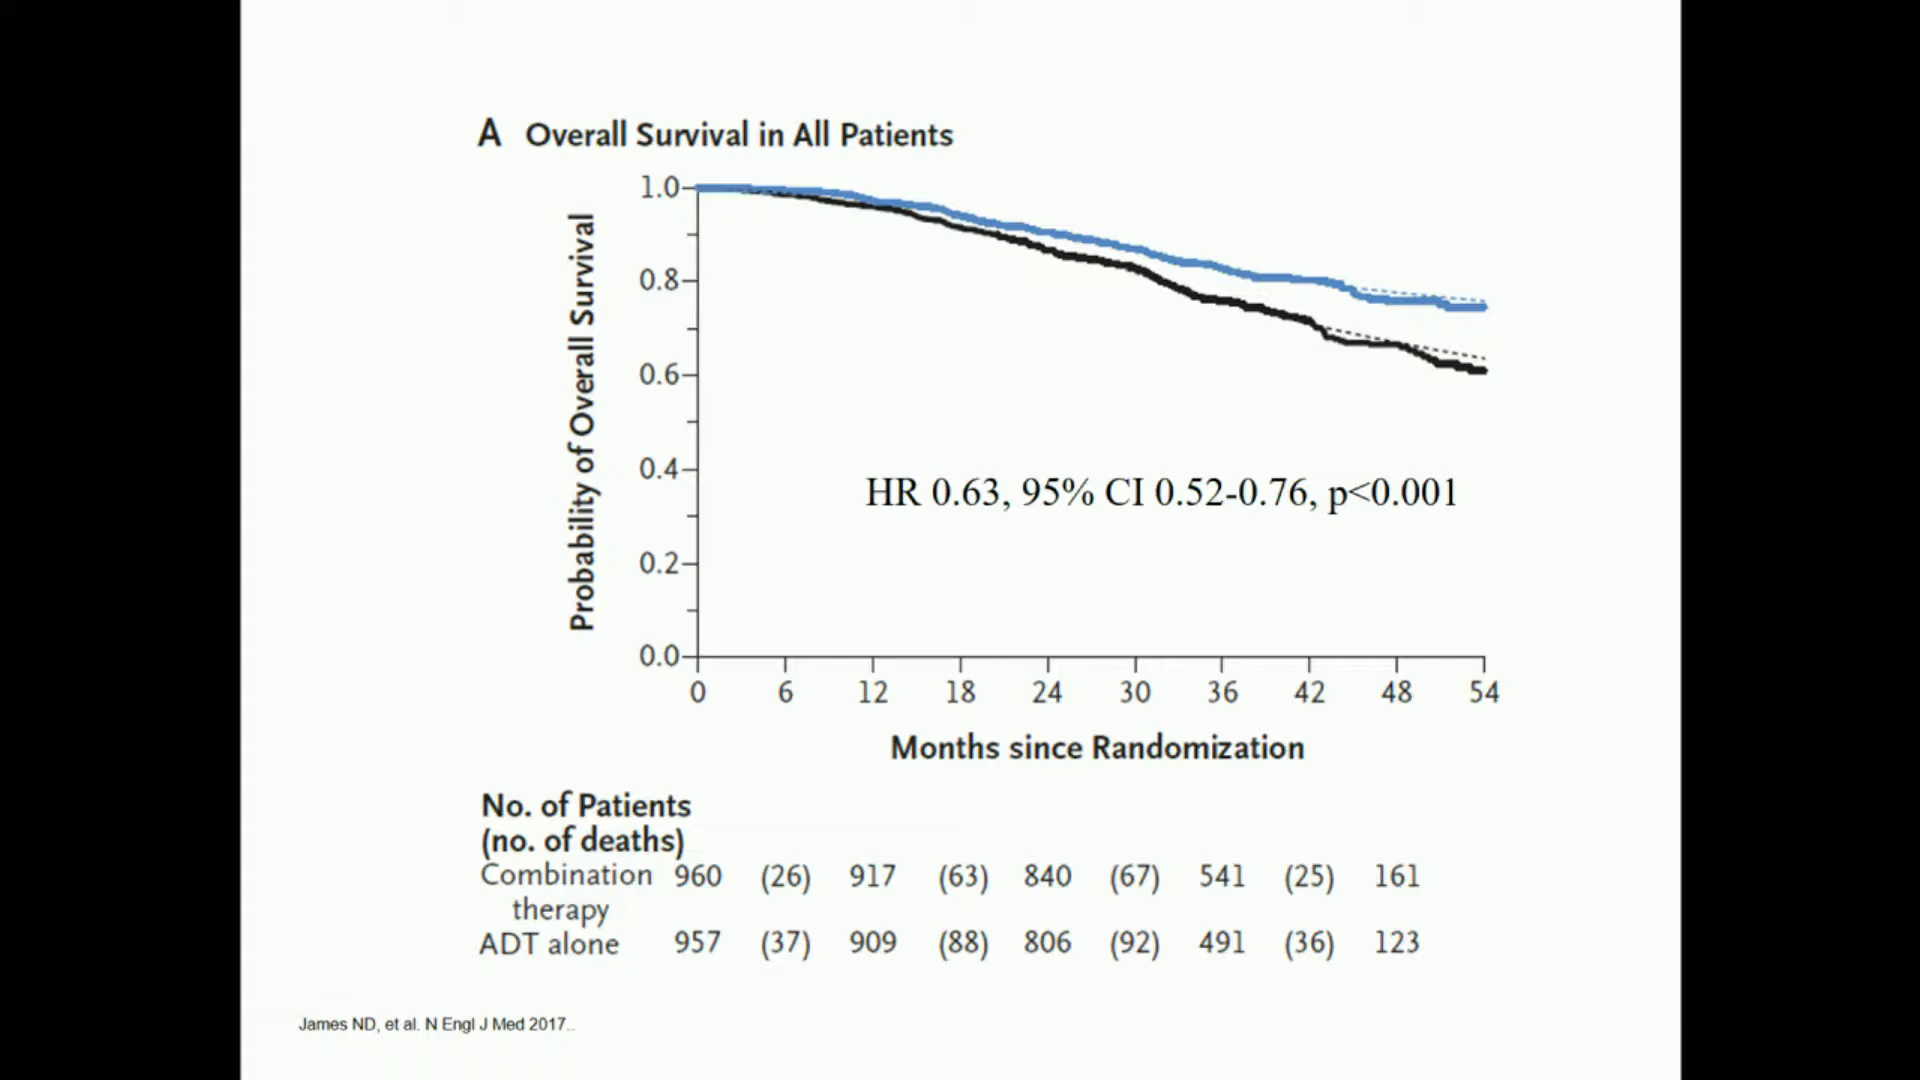 A Overall Survival in All Patients
Probability of Overall Survival
1.0
0.8
0.6
0.4
0.2
0.0
HR 0.63, 95% CI 0.52-0.76, p<0.001
0 6 12 18 24 30 36 42 48 54
Months since Randomization
No. of Patients
(no. of deaths)
Combination 960 (26) 917 (63) 840 (67) 541 (25) 161
therapy
ADT alone 957 (37) 909 (88) 806 (92) 491 (36) 123
James ND, et al. N Engl J Med 2017..